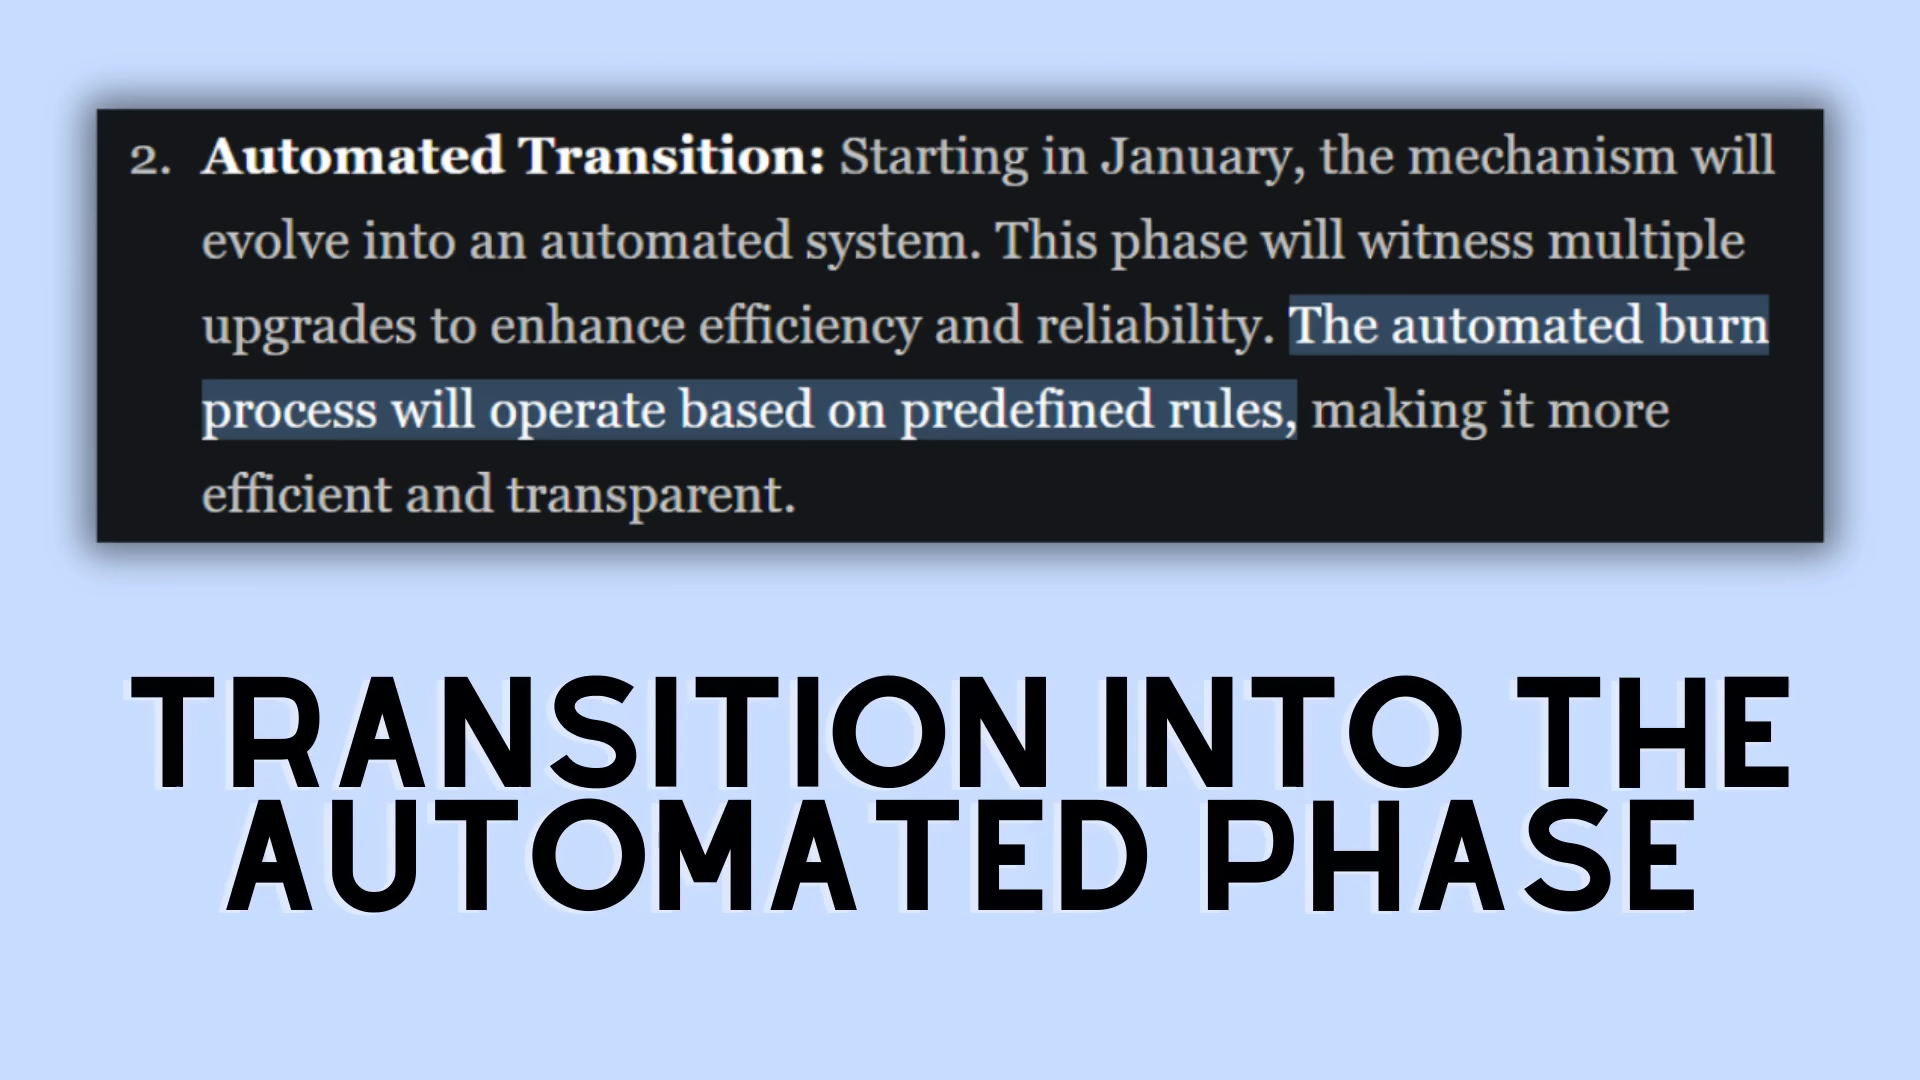 2. Automated Transition: Starting in January, the mechanism will
evolve into an automated system. This phase will witness multiple
upgrades to enhance efficiency and reliability. The automated burn
process will operate based on predefined rules, making it more
efficient and transparent.
TRANSITION INTO THE
AUTOMATED PHASE